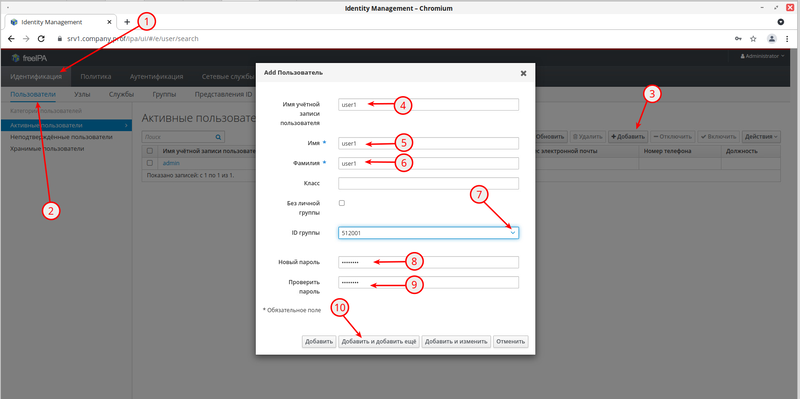 Identity Management – Chromium
Identity Management
1
srv1.company.prof/ipa/ui/#/e/user/search
freeIPA
Administrator
Идентификация
Политика
Аутентификация
Сетевые службы
Пользователи
Узлы
Службы
Группы
Представления ID
Категории пользователей
Активные пользователи
Неподтверждённые пользователи
Хранимые пользователи
2
Активные пользовате
Поиск
Обновить
Удалить
Добавить
Отключить
Включить
Действия
3
Имя учётной записи пользовате
с электронной почты
Номер телефона
Должность
admin
Показано записей: с 1 по 1 из 1.
Add Пользователь
Имя учётной
записи
пользователя
user1
4
Имя *
user1
5
Фамилия *
user1
6
Класс
Без личной
группы
7
ID группы
512001
Новый пароль
8
Проверить
пароль
9
* Обязательное поле
10
Добавить
Добавить и добавить ещё
Добавить и изменить
Отменить